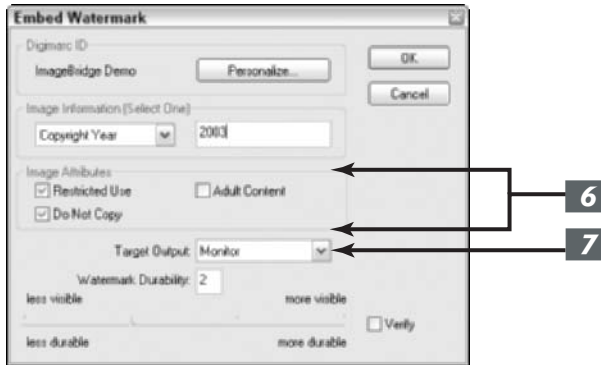 Embed Watermark
Digimarc ID
ImageBridge Demo
Personalize...
OK
Cancel
Image Information (Select One)
Copyright Year
2003
Image Attributes
Restricted Use
Adult Content
Do Not Copy
6
Target Output: Monitor
7
Watermark Durability: 2
less visible
more visible
Verify
less durable
more durable